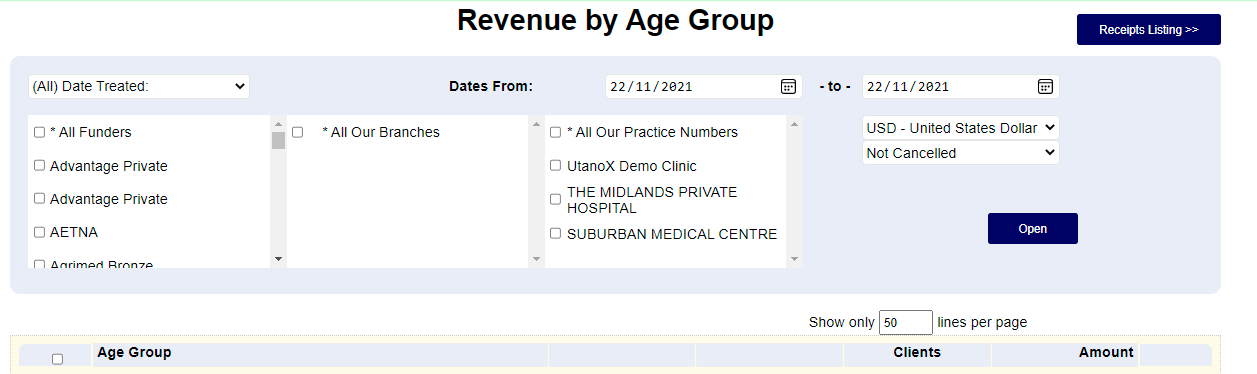 Revenue by Age Group
Receipts Listing >>
(All) Date Treated:
Dates From:
22/11/2021
- to -
22/11/2021
* All Funders
Advantage Private
Advantage Private
AETNA
Agrimed Bronze
* All Our Branches
* All Our Practice Numbers
UtanoX Demo Clinic
THE MIDLANDS PRIVATE
HOSPITAL
SUBURBAN MEDICAL CENTRE
USD - United States Dollar
Not Cancelled
Open
Show only 50 lines per page
Age Group Clients Amount